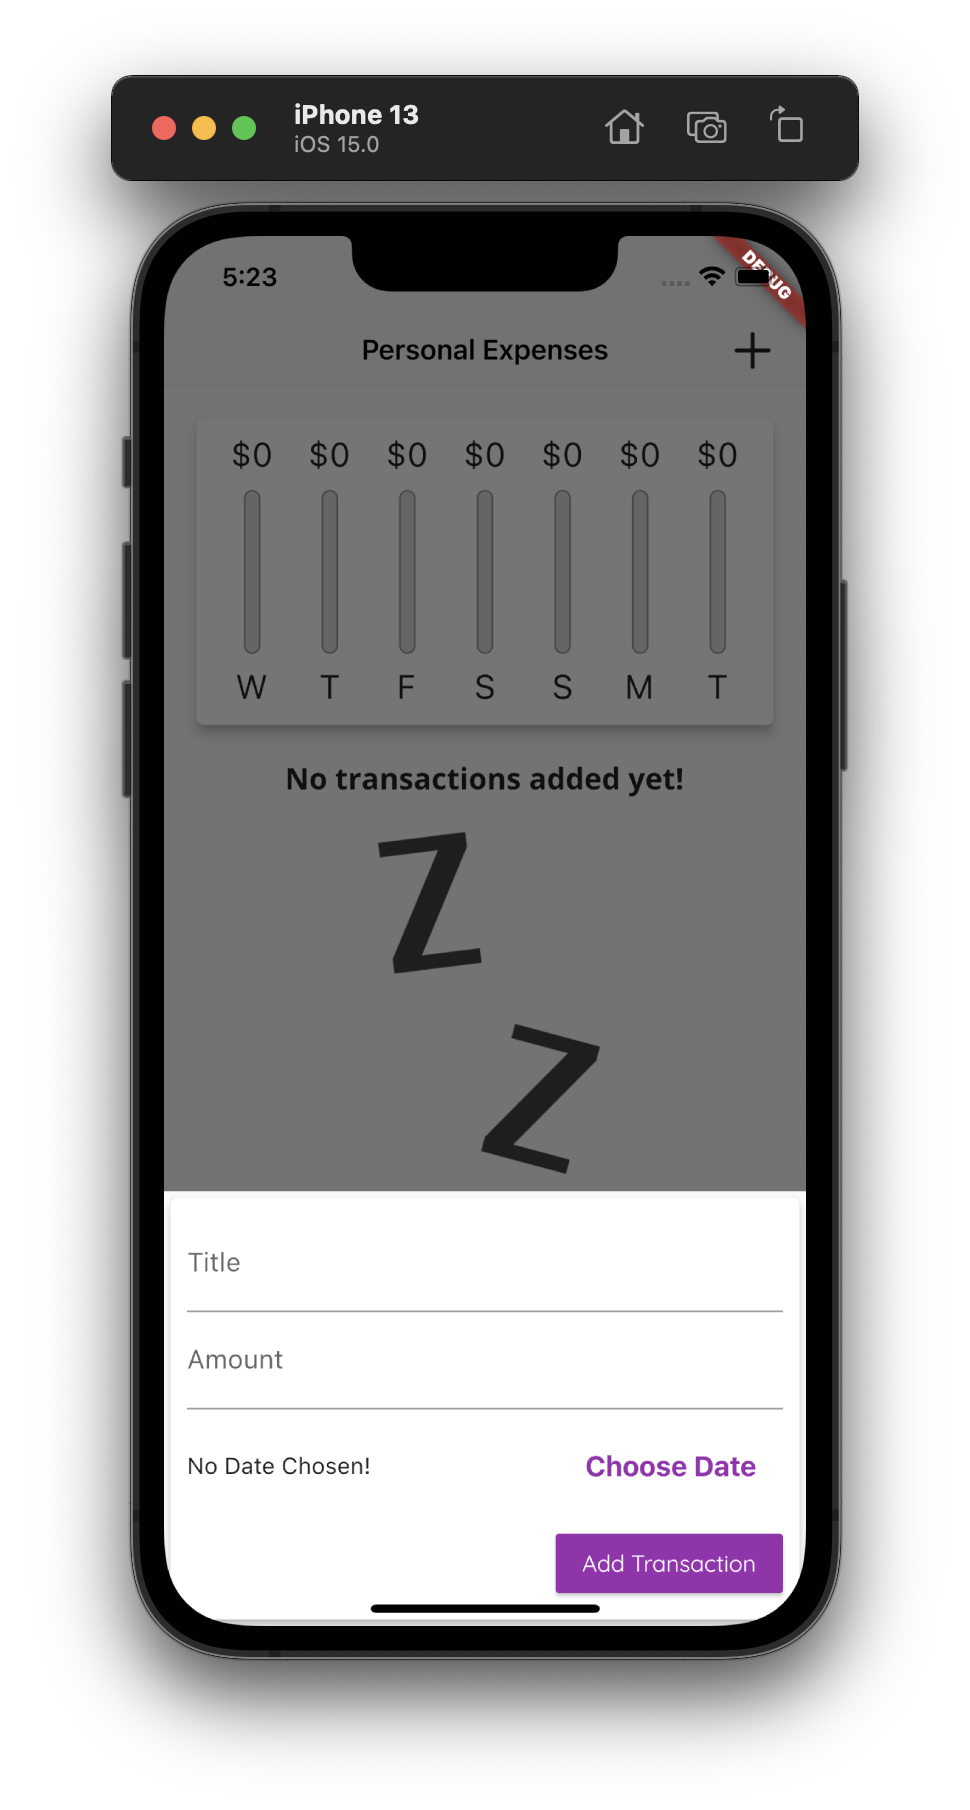 iPhone 13
iOS 15.0
5:23
DEBUG
Personal Expenses
$0 $0 $0 $0 $0 $0 $0
W T F S S M T
No transactions added yet!
Z
Z
Title
Amount
No Date Chosen! Choose Date
Add Transaction